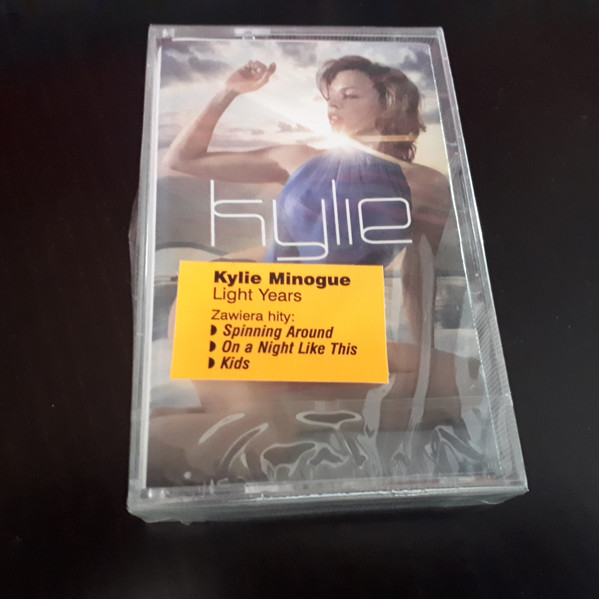 kylie
Kylie Minogue
Light Years
Zawiera hity:
Spinning Around
On a Night Like This
Kids